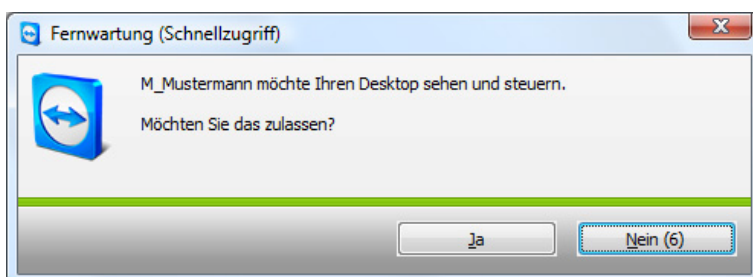 Fernwartung (Schnellzugriff)
M_Mustermann möchte Ihren Desktop sehen und steuern.
Möchten Sie das zulassen?
Ja
Nein (6)